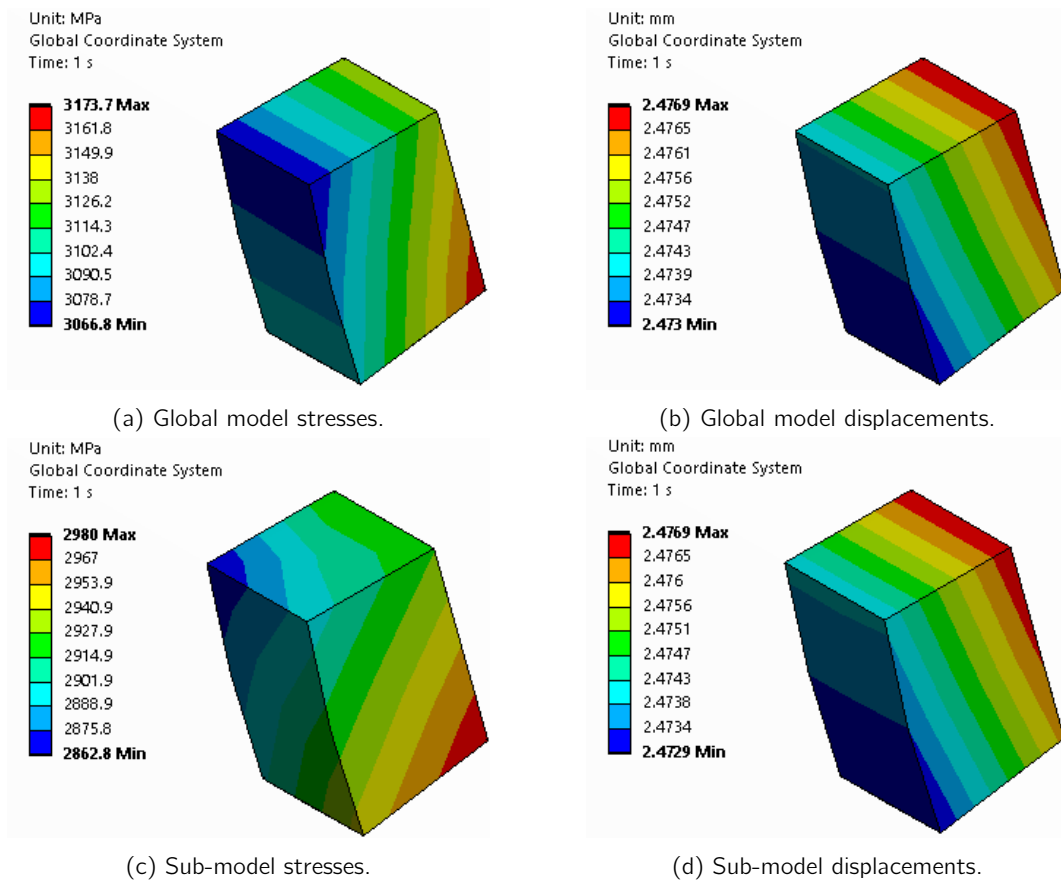 Unit: MPa
Global Coordinate System
Time: 1 s
3173.7 Max
3161.8
3149.9
3138
3126.2
3114.3
3102.4
3090.5
3078.7
3066.8 Min
(a) Global model stresses.
Unit: mm
Global Coordinate System
Time: 1 s
2.4769 Max
2.4765
2.4761
2.4756
2.4752
2.4747
2.4743
2.4739
2.4734
2.473 Min
(b) Global model displacements.
Unit: MPa
Global Coordinate System
Time: 1 s
2980 Max
2967
2953.9
2940.9
2927.9
2914.9
2901.9
2888.9
2875.8
2862.8 Min
(c) Sub-model stresses.
Unit: mm
Global Coordinate System
Time: 1 s
2.4769 Max
2.4765
2.476
2.4756
2.4751
2.4747
2.4743
2.4738
2.4734
2.4729 Min
(d) Sub-model displacements.